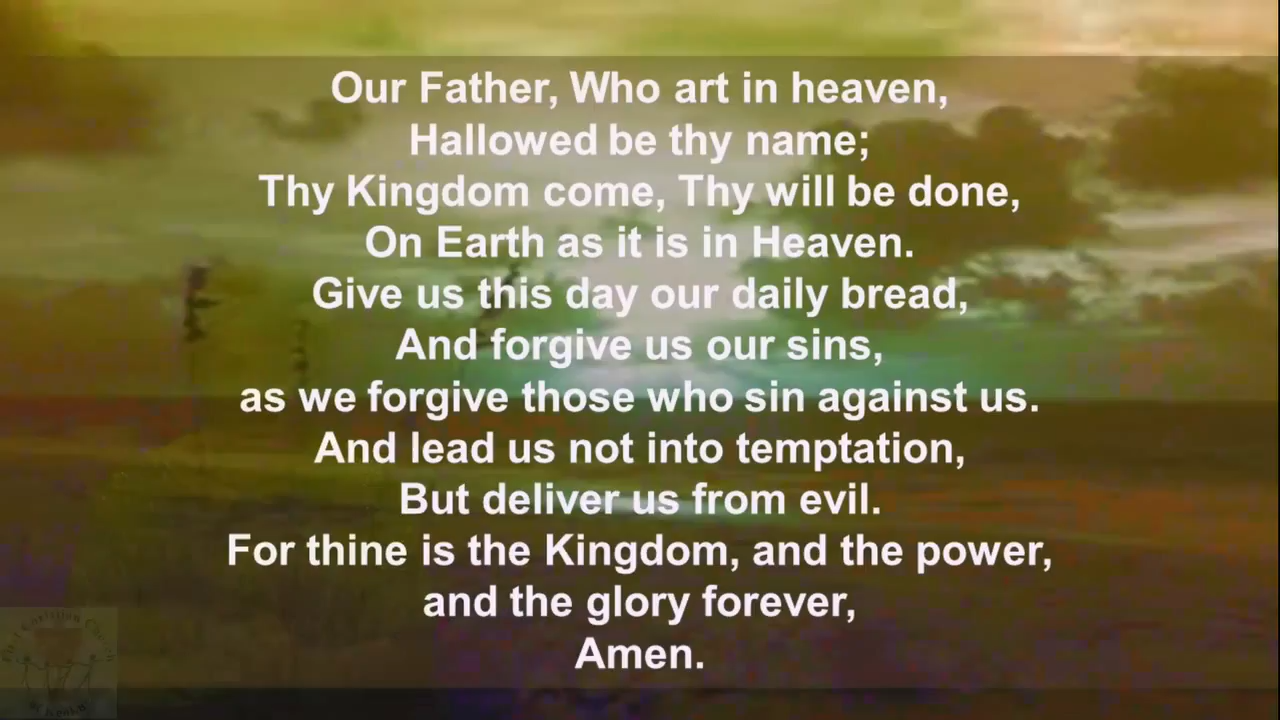 Our Father, Who art in heaven,
Hallowed be thy name;
Thy Kingdom come, Thy will be done,
On Earth as it is in Heaven.
Give us this day our daily bread,
And forgive us our sins,
as we forgive those who sin against us.
And lead us not into temptation,
But deliver us from evil.
For thine is the Kingdom, and the power,
and the glory forever,
Amen.
Christian Church